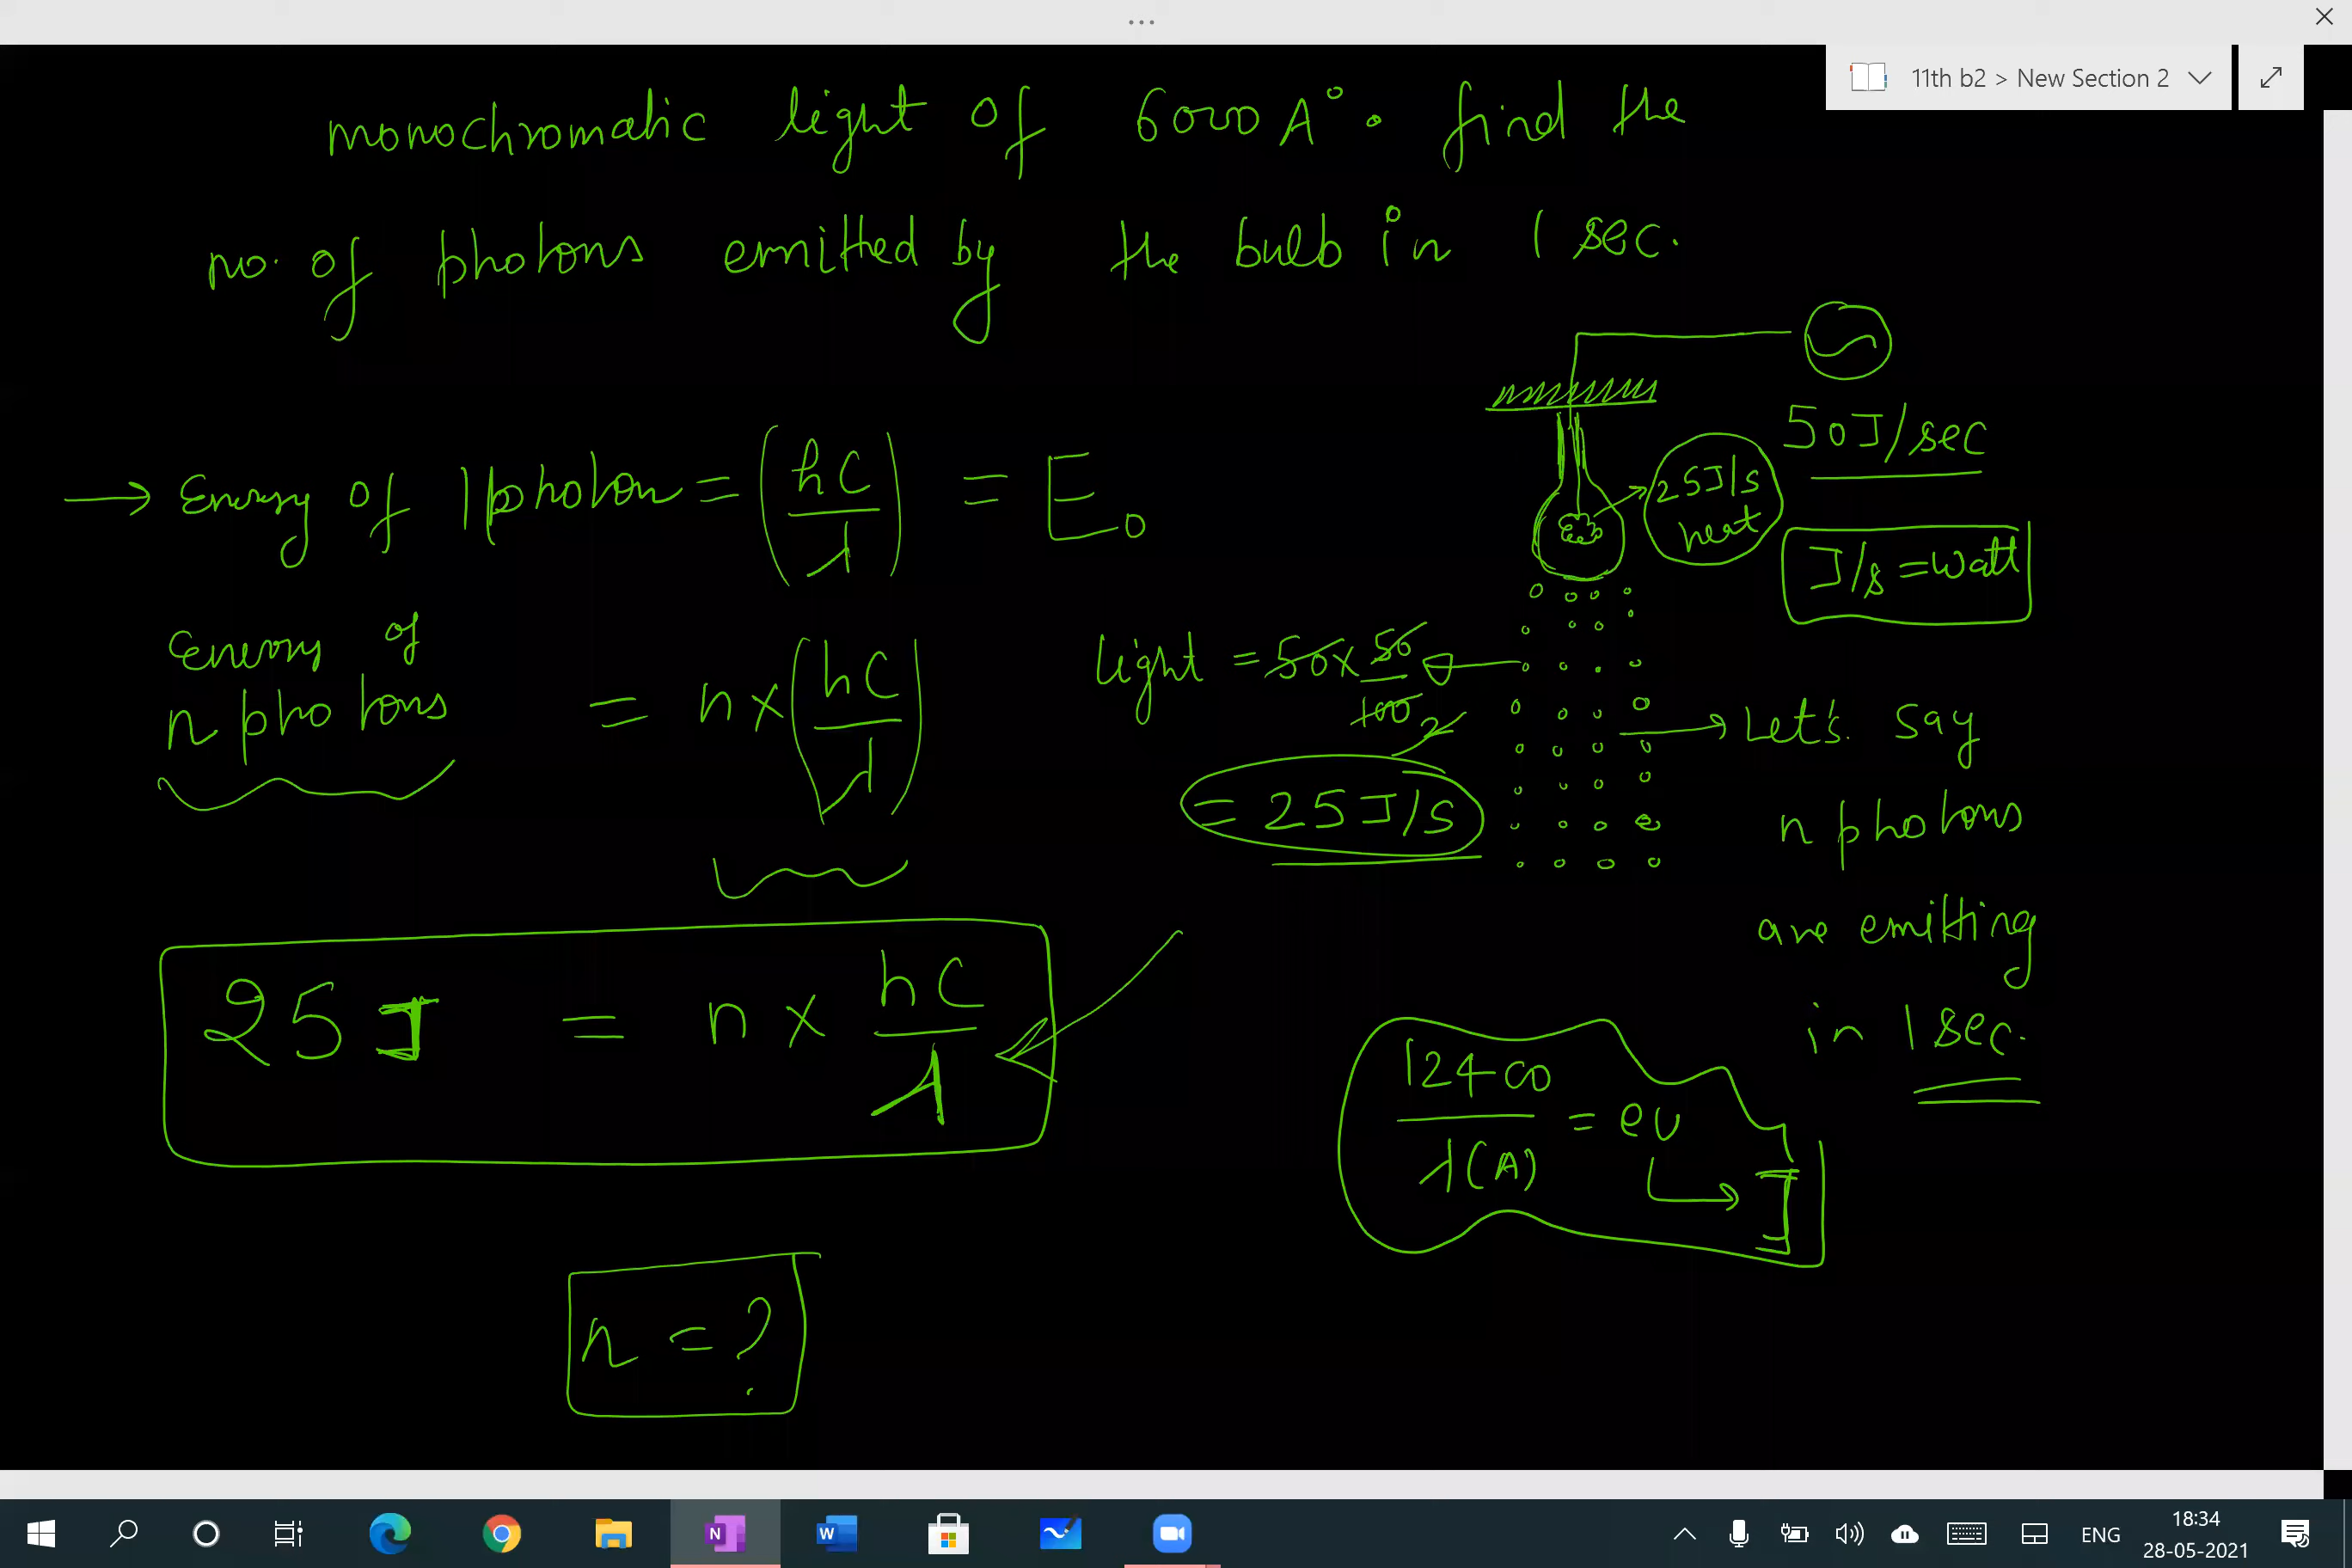 11th b2 > New Section 2
monochromatic light of 6000 A° . find the
no. of photons emitted by the bulb in 1 sec.
→ Energy of 1 photon = (hc/λ) = E₀
Energy of n photons = n × (hc/λ)
25 J = n × hc/λ
n = ?
50J/sec
25J/s heat
J/s = watt
light = 50 × 50/100 2
= 25 J/s
→ Let's say
n photons
are emitting
in 1 sec.
12400/λ(A) = ev → J
ENG
18:34
28-05-2021